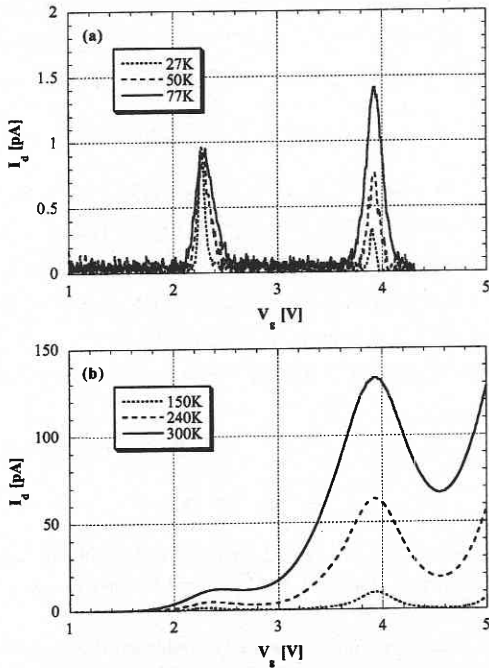 2
(a)
27K
50K
77K
1.5
1
0.5
0
I_d [pA]
1 2 3 4 5
V_g [V]
150
(b)
150K
240K
300K
100
50
0
I_d [pA]
1 2 3 4 5
V_g [V]